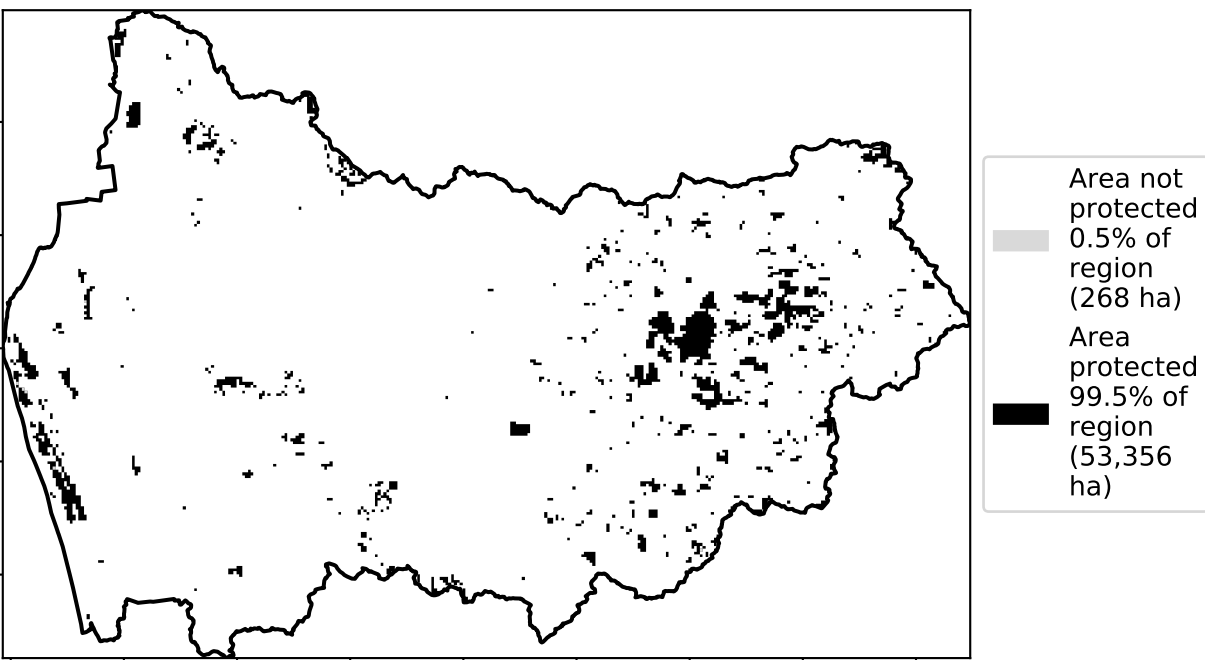 Area not
protected
0.5% of
region
(268 ha)
Area
protected
99.5% of
region
(53,356
ha)